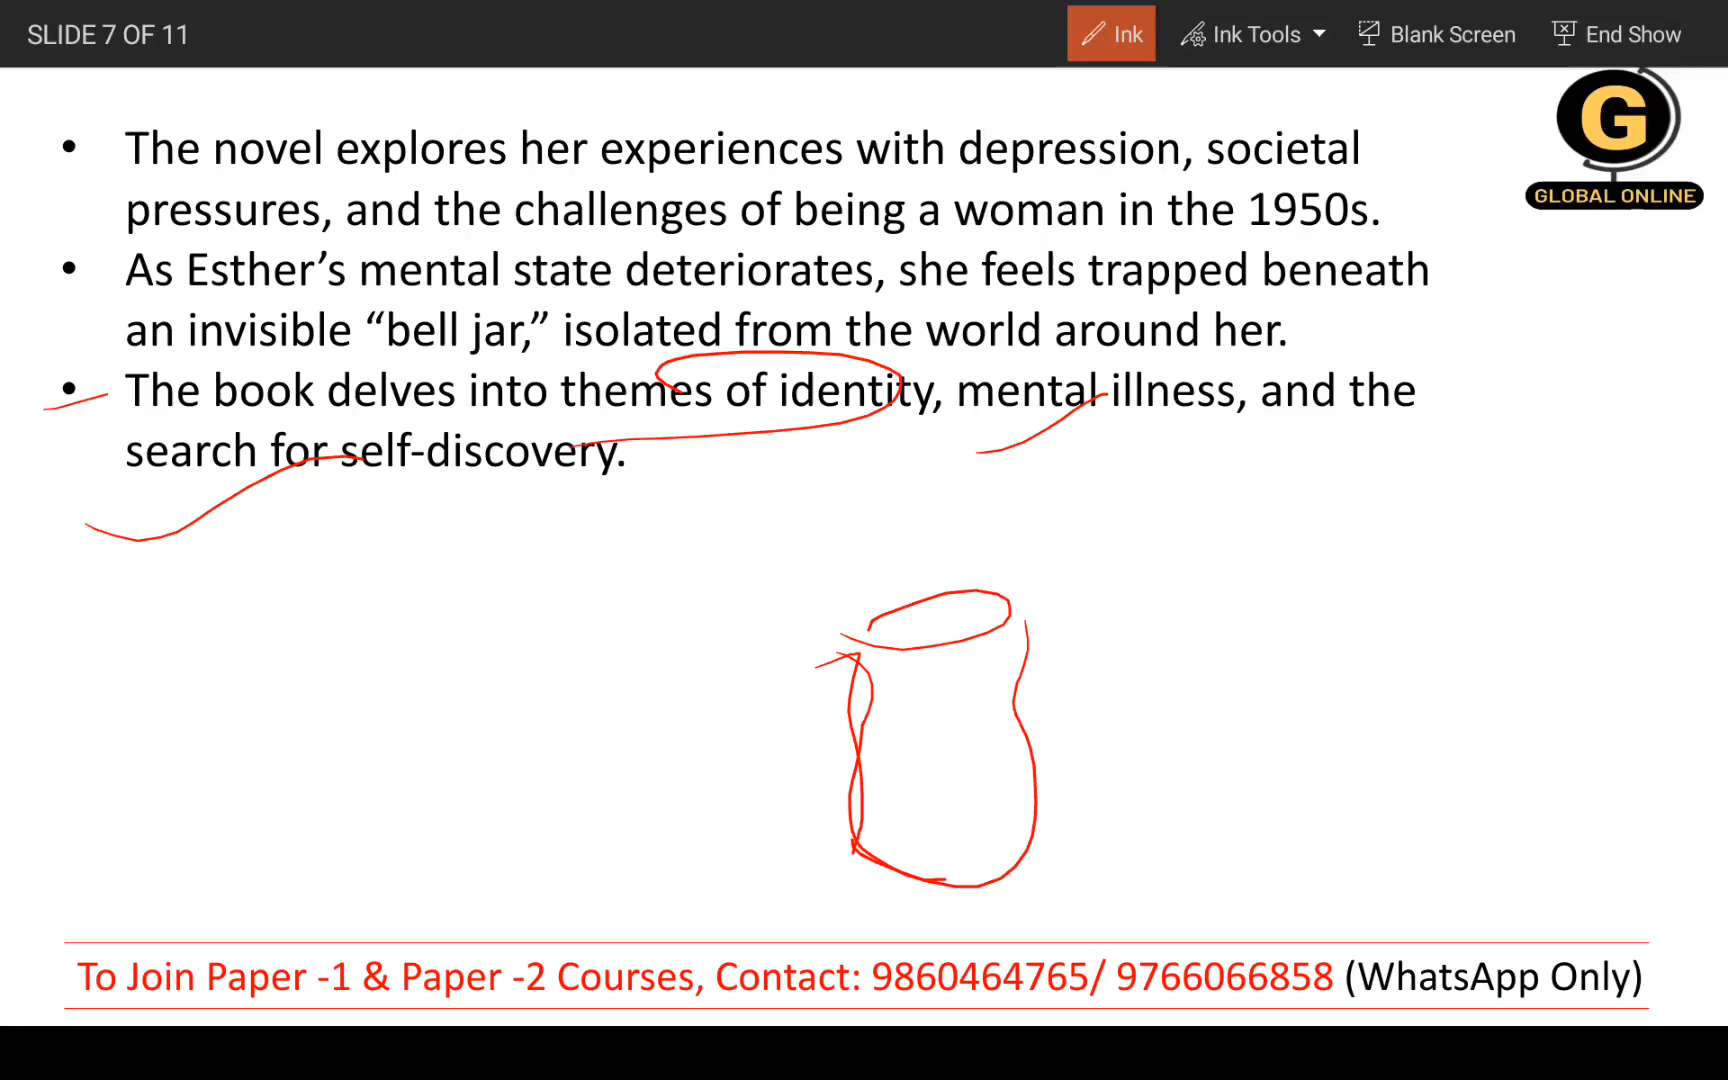 SLIDE 7 OF 11
Ink
Ink Tools
Blank Screen
End Show
G
GLOBAL ONLINE
• The novel explores her experiences with depression, societal
pressures, and the challenges of being a woman in the 1950s.
• As Esther’s mental state deteriorates, she feels trapped beneath
an invisible “bell jar,” isolated from the world around her.
• The book delves into themes of identity, mental illness, and the
search for self-discovery.
To Join Paper -1 & Paper -2 Courses, Contact: 9860464765/ 9766066858 (WhatsApp Only)